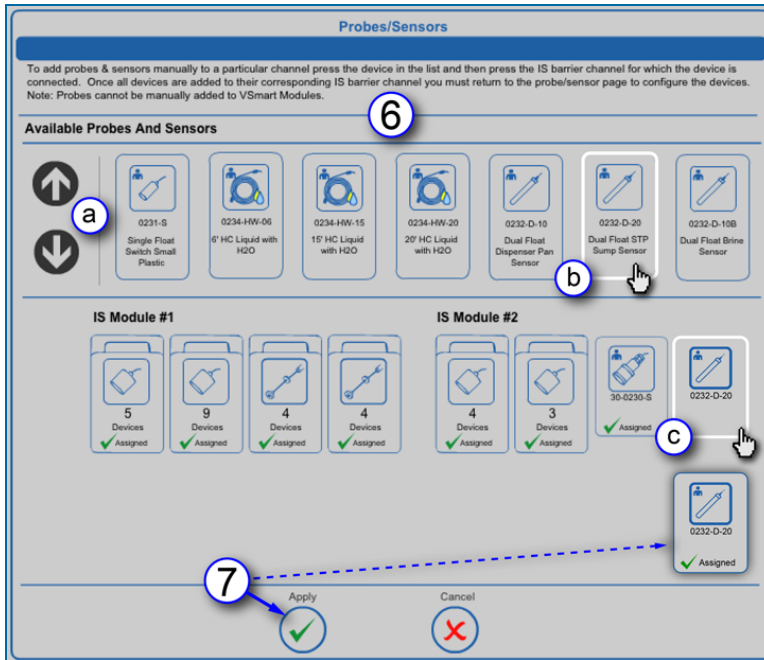 Probes/Sensors
To add probes & sensors manually to a particular channel press the device in the list and then press the IS barrier channel for which the device is
connected. Once all devices are added to their corresponding IS barrier channel you must return to the probe/sensor page to configure the devices.
Note: Probes cannot be manually added to VSmart Modules.
6
Available Probes And Sensors
a
0231-S
Single Float
Switch Small
Plastic
0234-HW-06
6' HC Liquid with
H2O
0234-HW-15
15' HC Liquid
with H2O
0234-HW-20
20' HC Liquid
with H2O
0232-D-10
Dual Float
Dispenser Pan
Sensor
b
0232-D-20
Dual Float STP
Sump Sensor
0232-D-10B
Dual Float Brine
Sensor
IS Module #1
5
Devices
Assigned
9
Devices
Assigned
4
Devices
Assigned
4
Devices
Assigned
IS Module #2
4
Devices
Assigned
3
Devices
Assigned
30-0230-S
Assigned
c
0232-D-20
0232-D-20
Assigned
7
Apply
Cancel